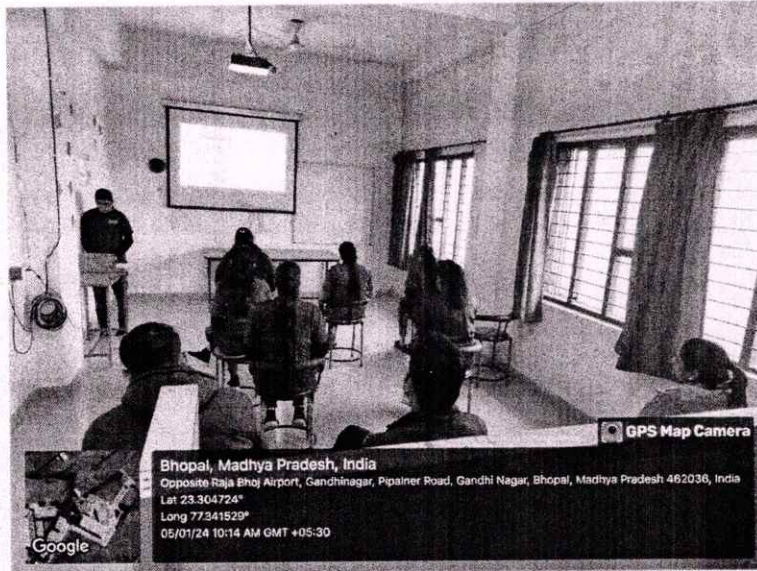 GPS Map Camera
Bhopal, Madhya Pradesh, India
Opposite Raja Bhoj Airport, Gandhinagar, Pipalner Road, Gandhi Nagar, Bhopal, Madhya Pradesh 462036, India
Lat 23.304724°
Long 77.341529°
05/01/24 10:14 AM GMT +05:30
Google